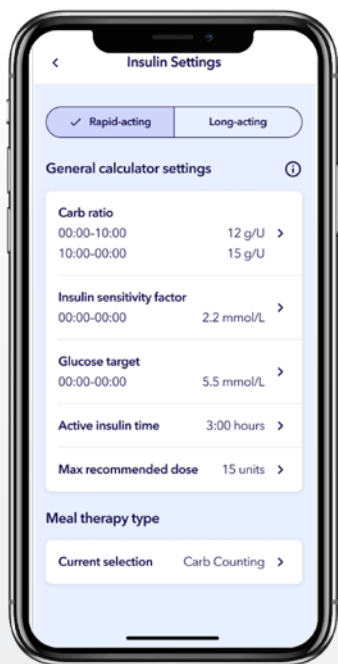 Insulin Settings
Rapid-acting Long-acting
General calculator settings
Carb ratio
00:00-10:00 12 g/U
10:00-00:00 15 g/U
Insulin sensitivity factor
00:00-00:00 2.2 mmol/L
Glucose target
00:00-00:00 5.5 mmol/L
Active insulin time 3:00 hours
Max recommended dose 15 units
Meal therapy type
Current selection Carb Counting